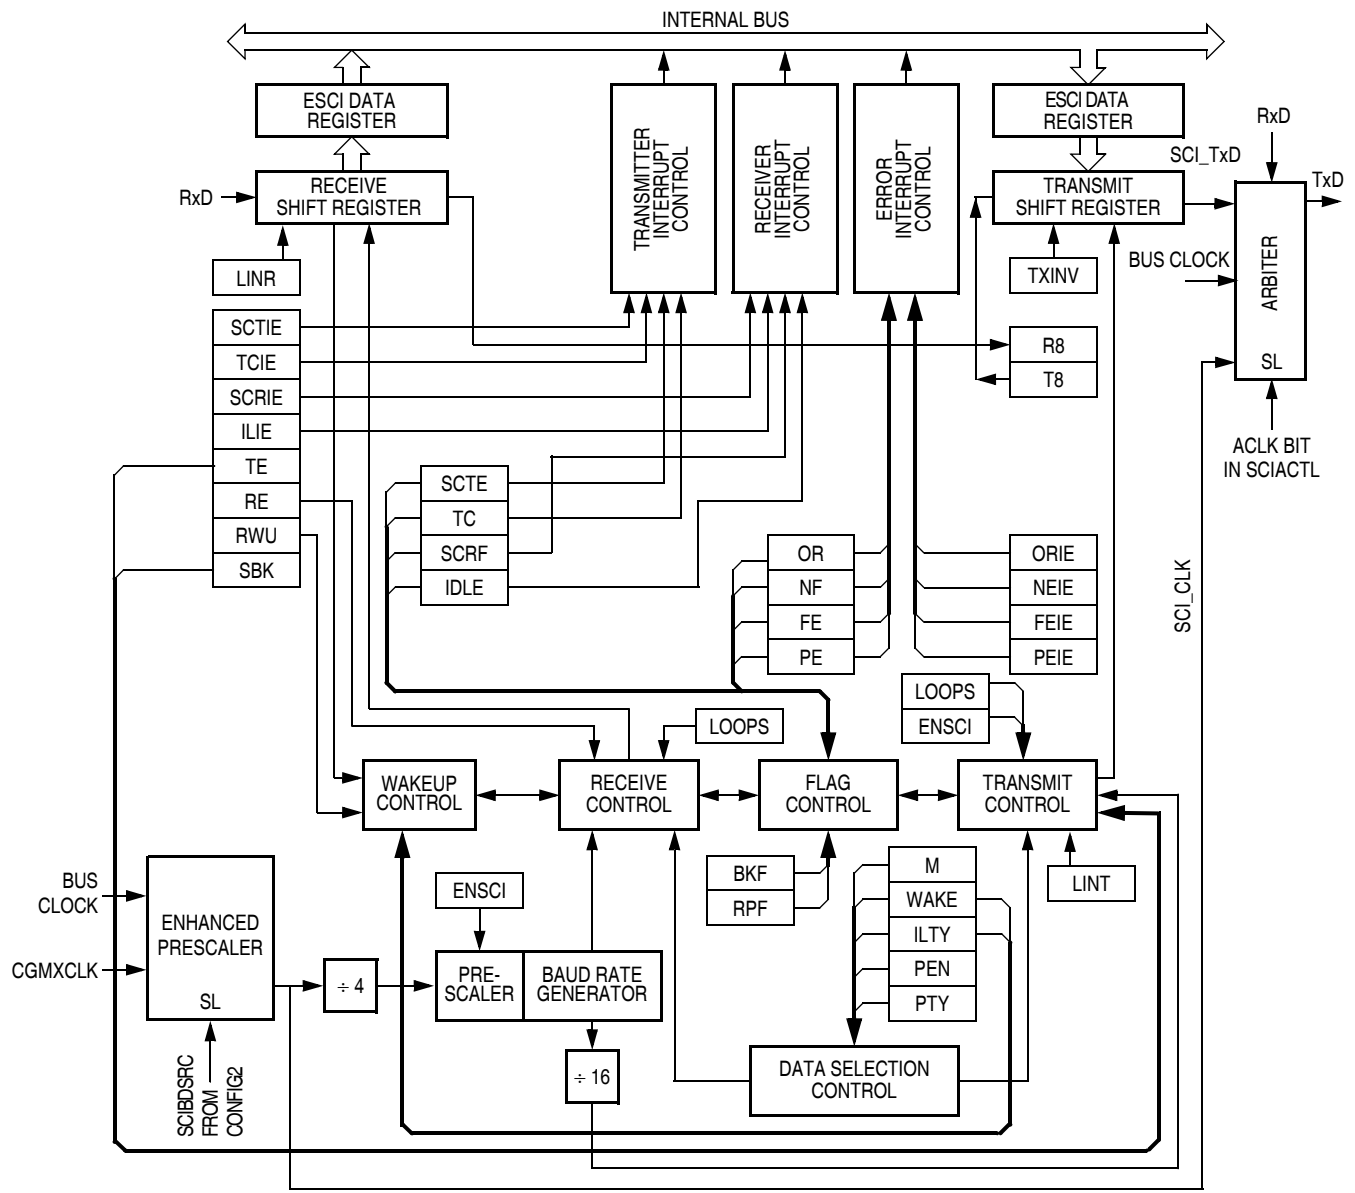 INTERNAL BUS
ESCI DATA
REGISTER
ESCI DATA
REGISTER
RxD
RECEIVE
SHIFT REGISTER
TRANSMITTER
INTERRUPT
CONTROL
RECEIVER
INTERRUPT
CONTROL
ERROR
INTERRUPT
CONTROL
TRANSMIT
SHIFT REGISTER
SCI_TxD
RxD
TxD
ARBITER
SL
BUS CLOCK
LINR
TXINV
SCTIE
TCIE
SCRIE
ILIE
TE
RE
RWU
SBK
R8
T8
ACLK BIT
IN SCIACTL
SCTE
TC
SCRF
IDLE
OR
NF
FE
PE
ORIE
NEIE
FEIE
PEIE
SCI_CLK
LOOPS
ENSCI
LOOPS
WAKEUP
CONTROL
RECEIVE
CONTROL
FLAG
CONTROL
TRANSMIT
CONTROL
BKF
RPF
M
WAKE
ILTY
PEN
PTY
LINT
BUS
CLOCK
CGMXCLK
ENHANCED
PRESCALER
SL
÷ 4
ENSCI
PRE-
SCALER
BAUD RATE
GENERATOR
÷ 16
DATA SELECTION
CONTROL
SCIBDSRC
FROM
CONFIG2